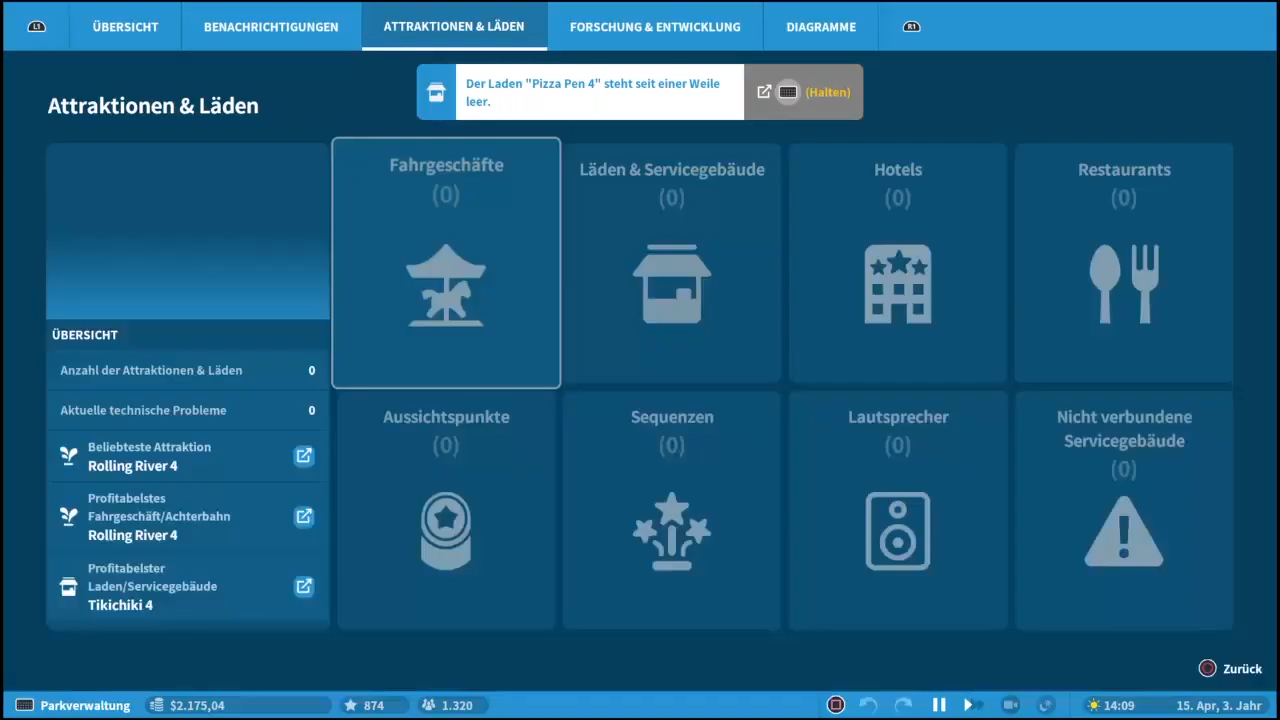 L1
ÜBERSICHT
BENACHRICHTIGUNGEN
ATTRAKTIONEN & LÄDEN
FORSCHUNG & ENTWICKLUNG
DIAGRAMME
R1
Attraktionen & Läden
Der Laden "Pizza Pen 4" steht seit einer Weile
leer.
(Halten)
Fahrgeschäfte
(0)
Läden & Servicegebäude
(0)
Hotels
(0)
Restaurants
(0)
ÜBERSICHT
Anzahl der Attraktionen & Läden 0
Aktuelle technische Probleme 0
Beliebteste Attraktion
Rolling River 4
Profitabelstes
Fahrgeschäft/Achterbahn
Rolling River 4
Profitabelster
Laden/Servicegebäude
Tikichiki 4
Aussichtspunkte
(0)
Sequenzen
(0)
Lautsprecher
(0)
Nicht verbundene
Servicegebäude
(0)
Zurück
Parkverwaltung
$2.175,04
874
1.320
14:09
15. Apr, 3. Jahr